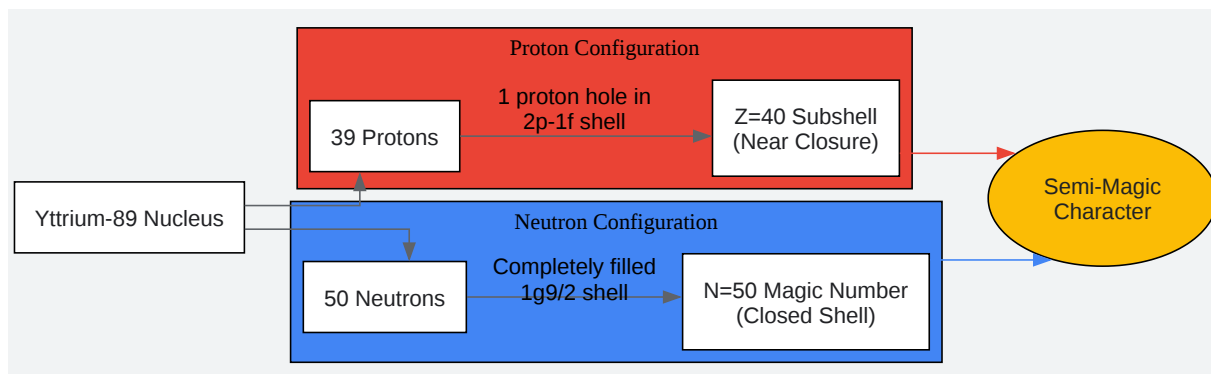 Proton Configuration
1 proton hole in
2p-1f shell
39 Protons
Z=40 Subshell
(Near Closure)
Yttrium-89 Nucleus
Semi-Magic
Character
Neutron Configuration
Completely filled
1g9/2 shell
50 Neutrons
N=50 Magic Number
(Closed Shell)